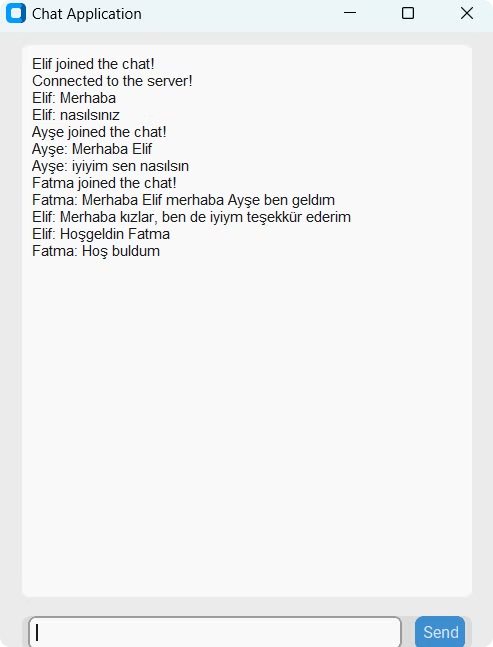 Chat Application
Elif joined the chat!
Connected to the server!
Elif: Merhaba
Elif: nasılsınız
Ayşe joined the chat!
Ayşe: Merhaba Elif
Ayşe: iyiyim sen nasılsın
Fatma joined the chat!
Fatma: Merhaba Elif merhaba Ayşe ben geldım
Elif: Merhaba kızlar, ben de iyiym teşekkür ederim
Elif: Hoşgeldin Fatma
Fatma: Hoş buldum
Send